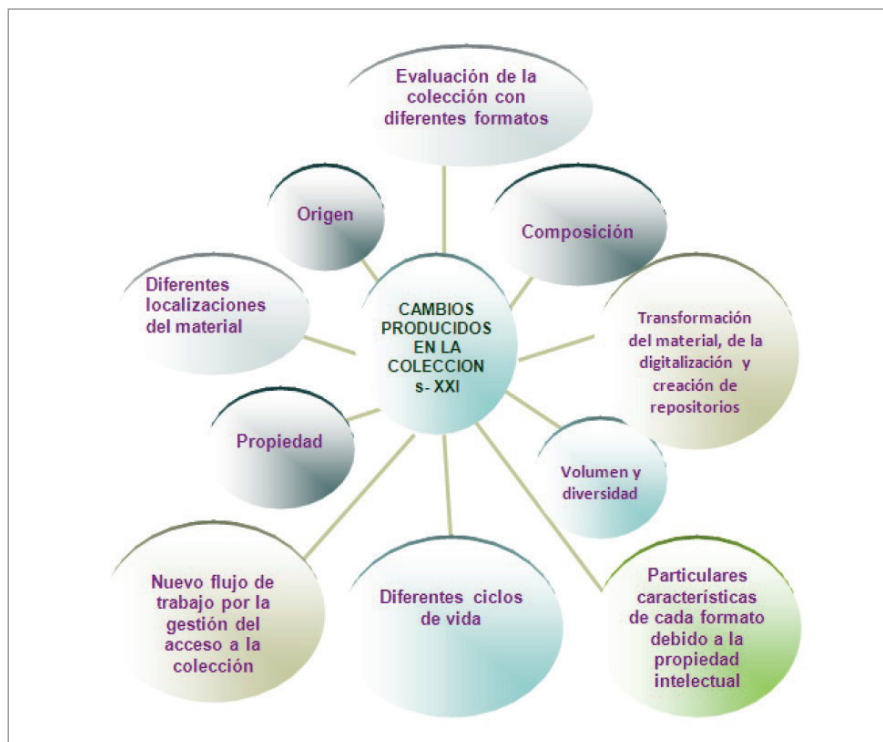 Evaluación de la
colección con
diferentes formatos
Origen
Composición
Diferentes
localizaciones
del material
CAMBIOS
PRODUCIDOS
EN LA
COLECCION
s- XXI
Transformación
del material, de la
digitalización y
creación de
repositorios
Propiedad
Volumen y
diversidad
Nuevo flujo de
trabajo por la
gestión del
acceso a la
colección
Diferentes ciclos
de vida
Particulares
características
de cada formato
debido a la
propiedad
intelectual